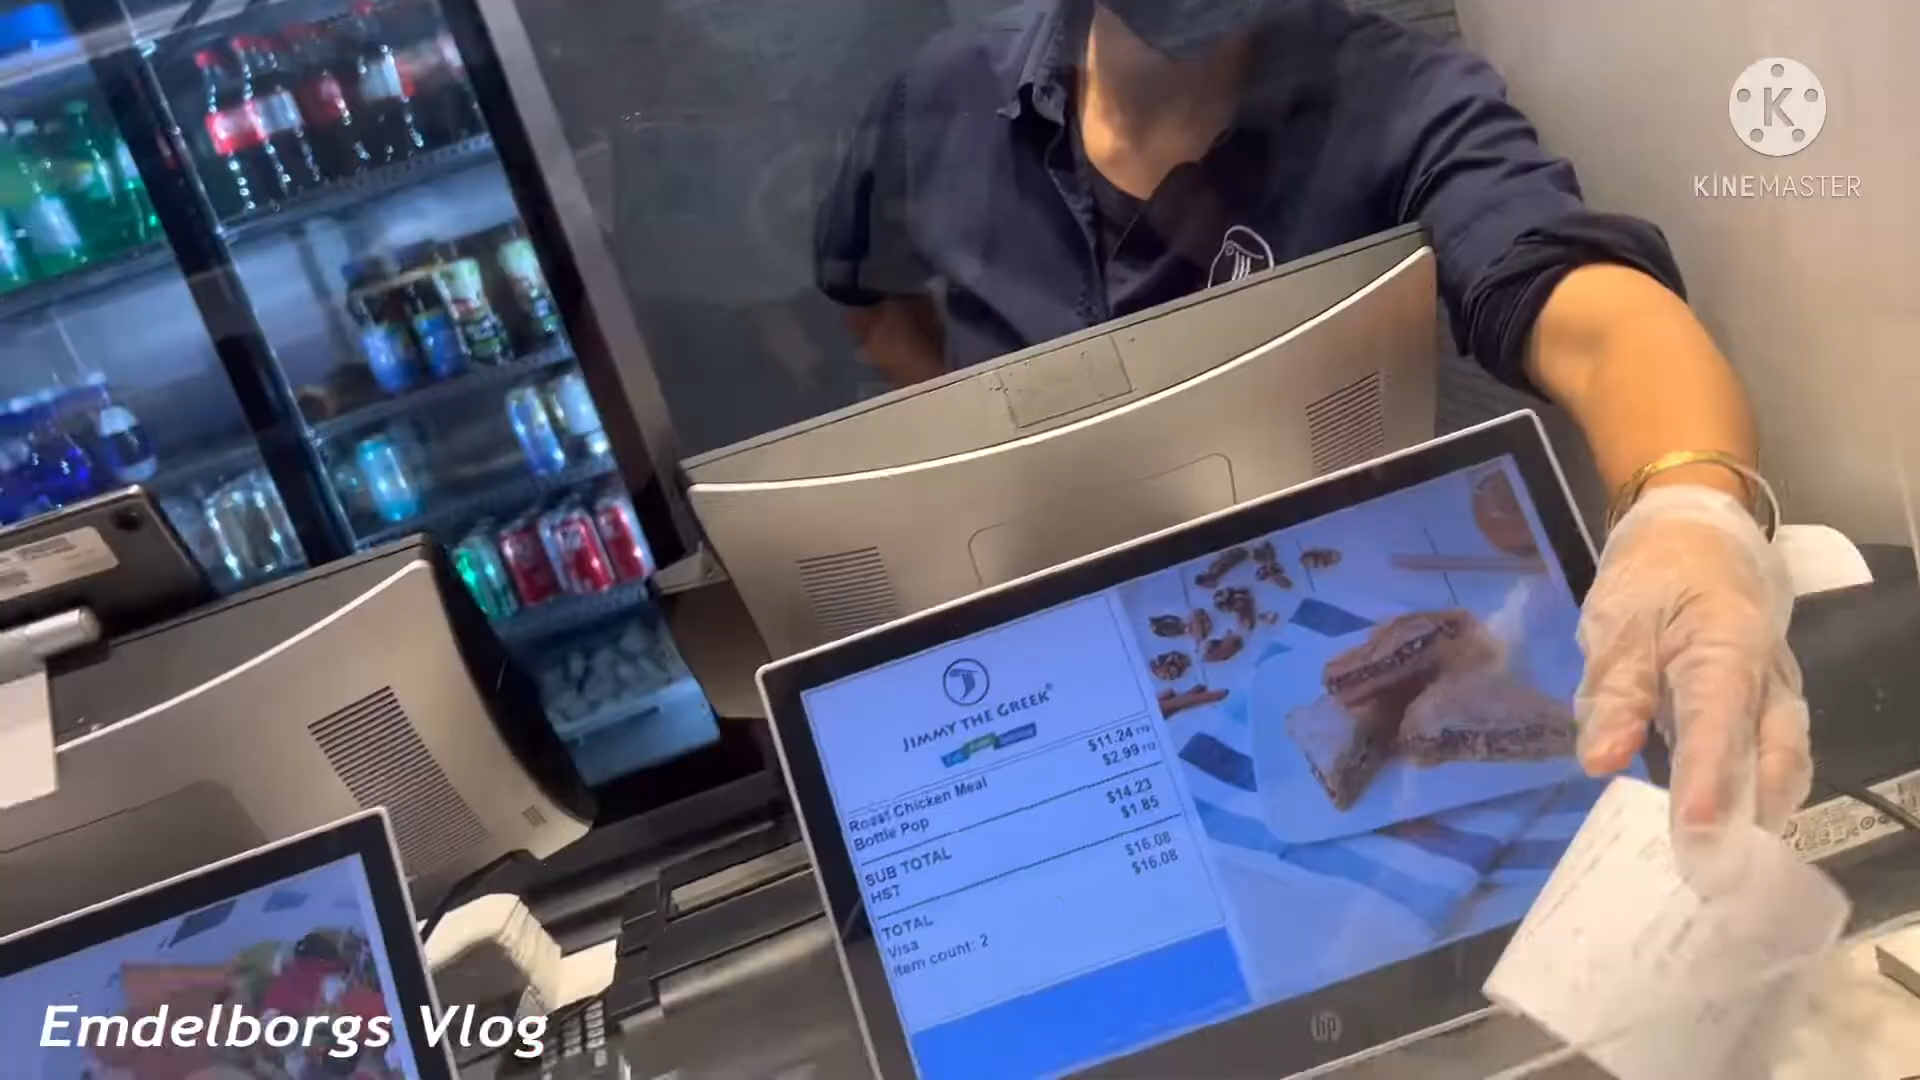 KINEMASTER
JIMMY THE GREEK
Roast Chicken Meal $11.24
Bottle Pop $2.99
SUB TOTAL $14.23
HST $1.85
TOTAL $16.08
Visa $16.08
Item count: 2
hp
Emdelborgs Vlog